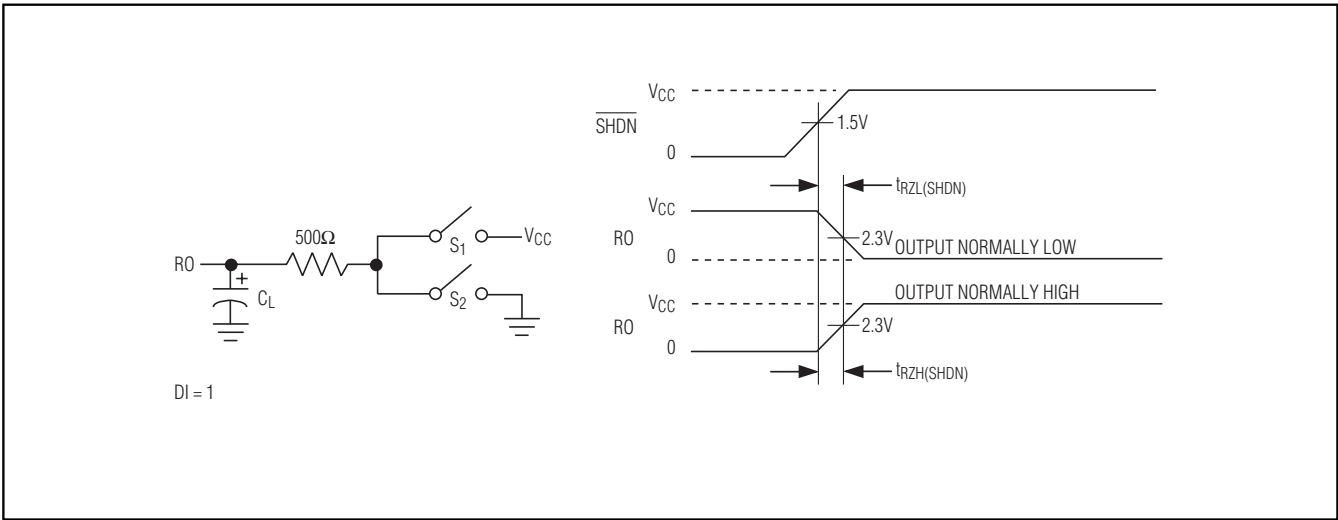 500Ω
RO
+
CL
S1
VCC
S2
DI = 1
VCC
SHDN
1.5V
0
tRZL(SHDN)
VCC
RO
2.3V
OUTPUT NORMALLY LOW
0
OUTPUT NORMALLY HIGH
VCC
RO
2.3V
0
tRZH(SHDN)